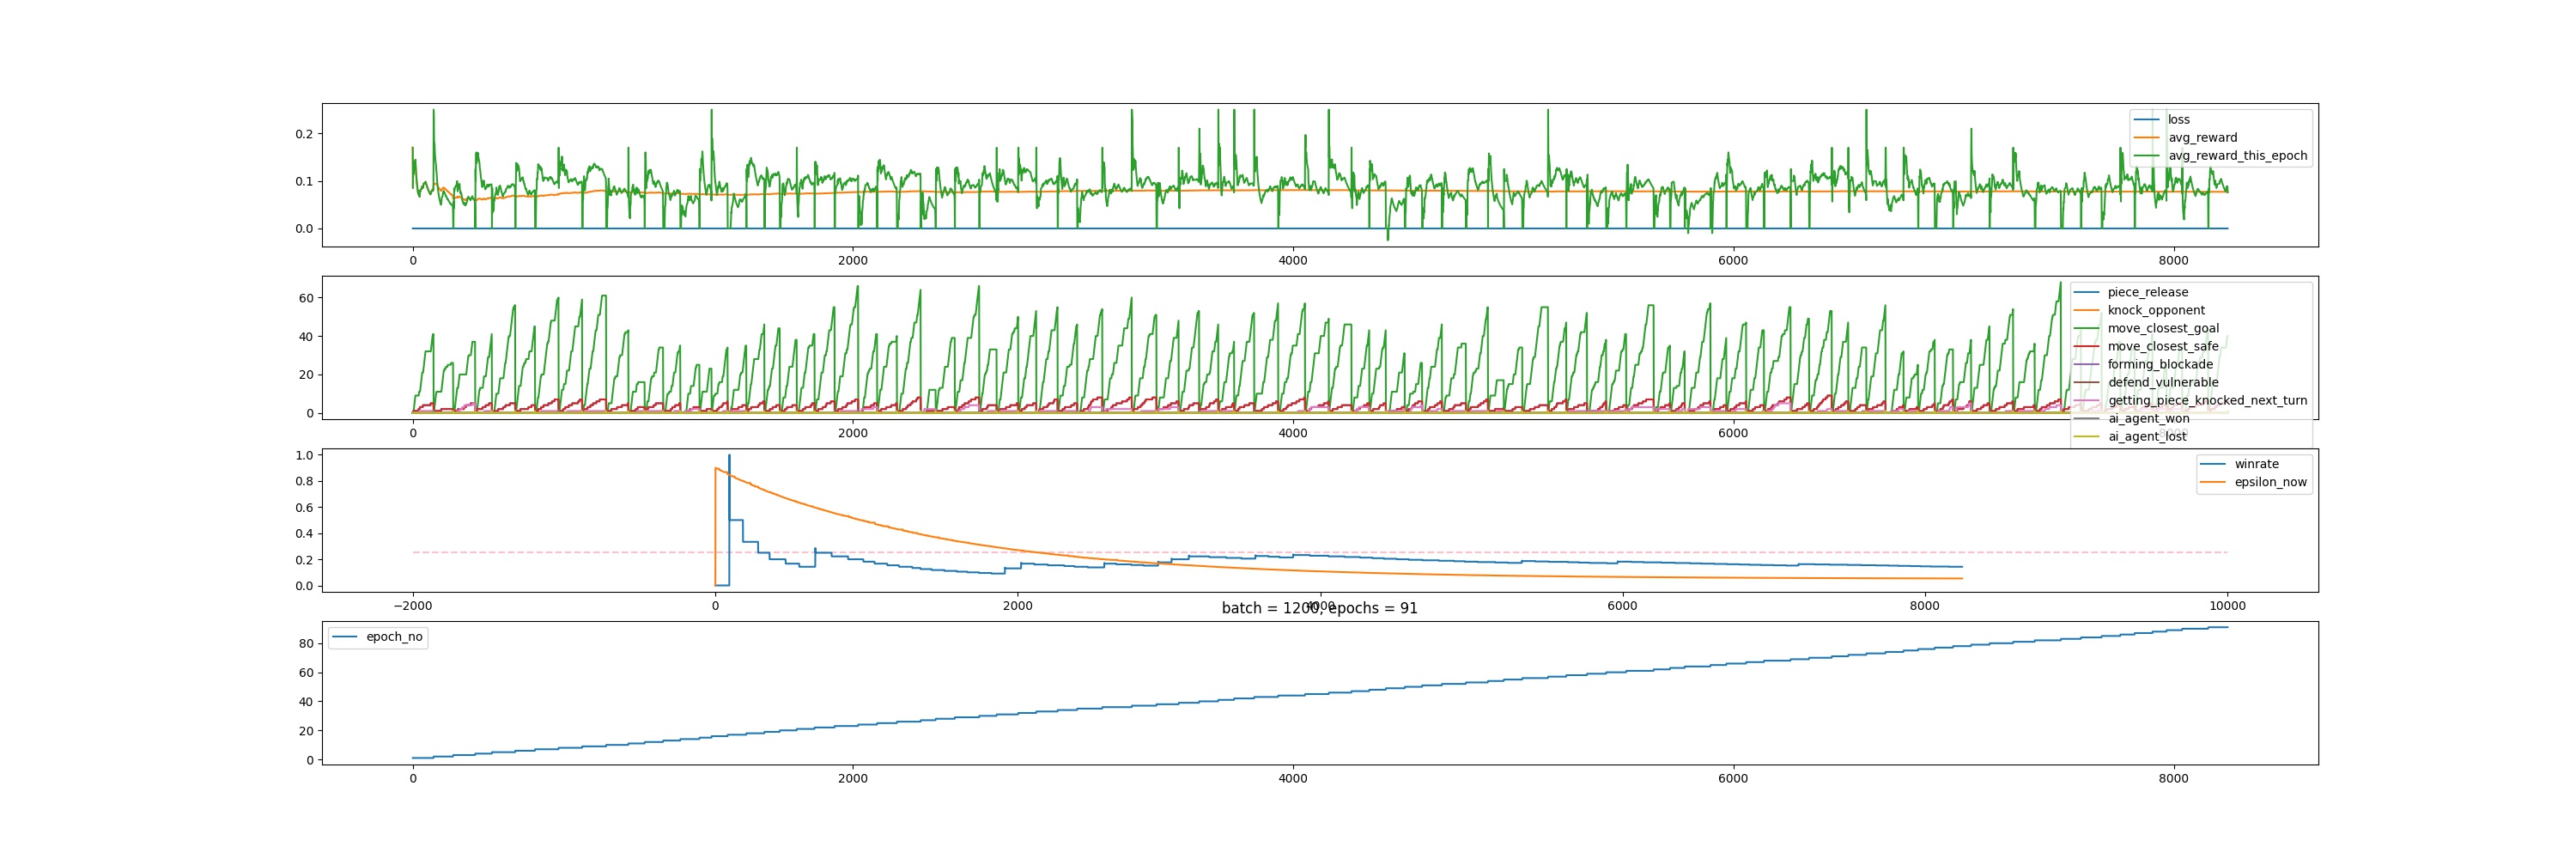 0.2
0.1
0.0
loss
avg_reward
avg_reward_this_epoch
0 2000 4000 6000 8000
60
40
20
0
piece_release
knock_opponent
move_closest_goal
move_closest_safe
forming_blockade
defend_vulnerable
getting_piece_knocked_next_turn
ai_agent_won
ai_agent_lost
0 2000 4000 6000 8000
1.0
0.8
0.6
0.4
0.2
0.0
winrate
epsilon_now
−2000 0 2000 4000 6000 8000 10000
batch = 1200, epochs = 91
80
60
40
20
0
epoch_no
0 2000 4000 6000 8000